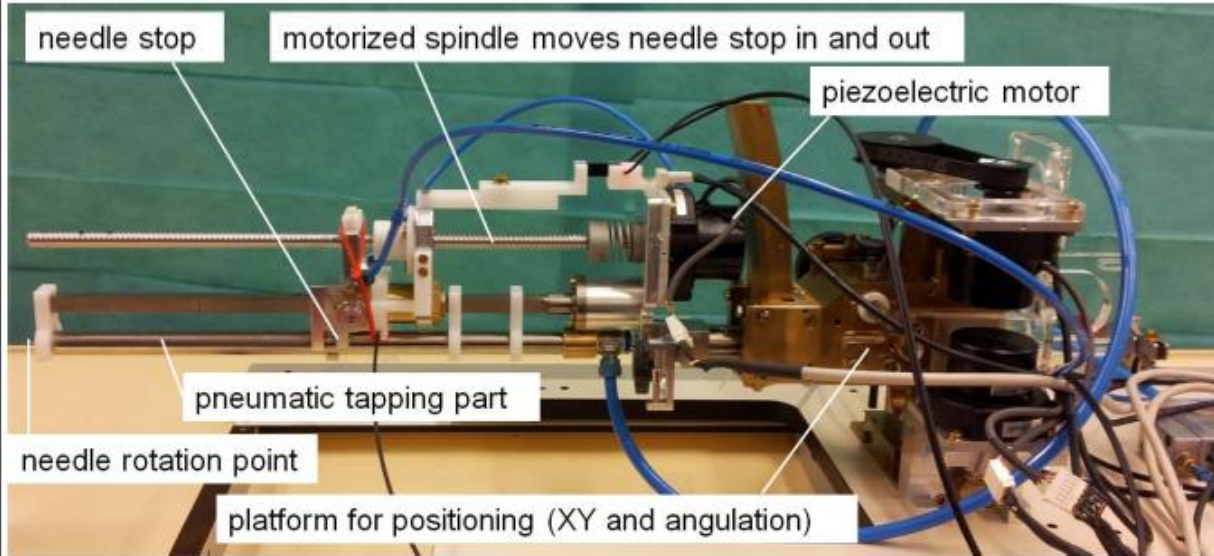 needle stop
motorized spindle moves needle stop in and out
piezoelectric motor
pneumatic tapping part
needle rotation point
platform for positioning (XY and angulation)